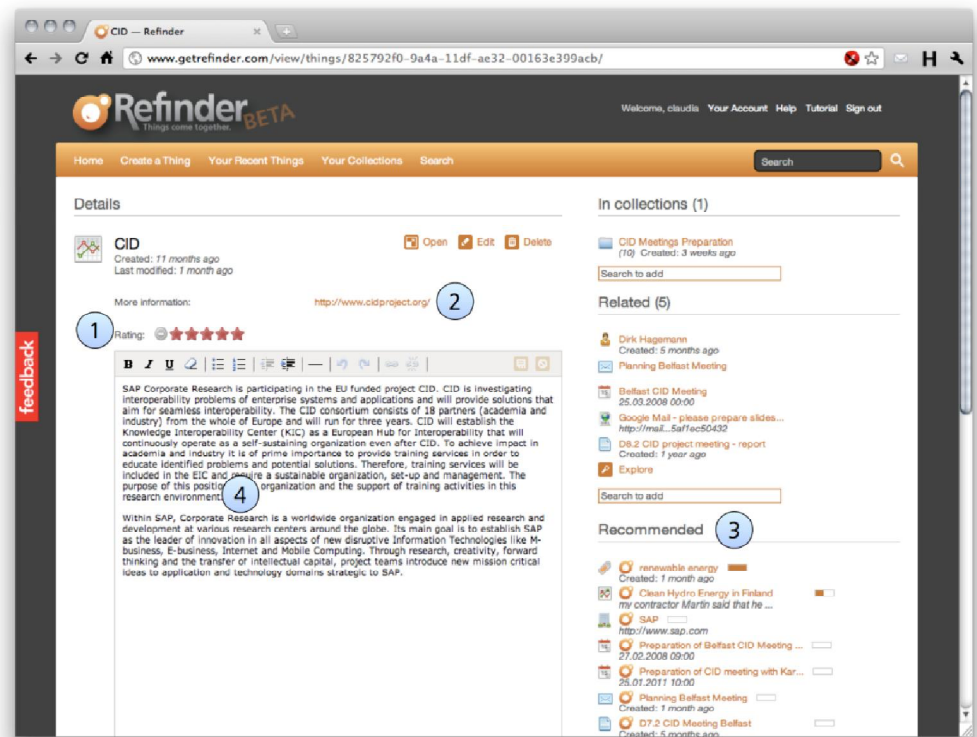 CID — Refinder
www.getrefinder.com/view/things/825792f0-9a4a-11df-ae32-00163e399acb/
H
Refinder BETA
Things come together.
Welcome, claudia Your Account Help Tutorial Sign out
Home Create a Thing Your Recent Things Your Collections Search
Search
feedback
Details
CID
Open Edit Delete
Created: 11 months ago
Last modified: 1 month ago
More information: http://www.cidproject.org/ 2
1 Rating:
B I U
SAP Corporate Research is participating in the EU funded project CID. CID is investigating
interoperability problems of enterprise systems and applications and will provide solutions that
aim for seamless interoperability. The CID consortium consists of 18 partners (academia and
industry) from the whole of Europe and will run for three years. CID will establish the
Knowledge Interoperability Center (KIC) as a European Hub for Interoperability that will
continuously operate as a self-sustaining organization even after CID. To achieve impact in
academia and industry it is of prime importance to provide training services in order to
educate identified problems and potential solutions. Therefore, training services will be
included in the EIC and require a sustainable organization, set-up and management. The
purpose of this position organization and the support of training activities in this
research environment.
4
Within SAP, Corporate Research is a worldwide organization engaged in applied research and
development at various research centers around the globe. Its main goal is to establish SAP
as the leader of innovation in all aspects of new disruptive Information Technologies like M-
business, E-business, Internet and Mobile Computing. Through research, creativity, forward
thinking and the transfer of intellectual capital, project teams introduce new mission critical
ideas to application and technology domains strategic to SAP.
In collections (1)
CID Meetings Preparation
(10) Created: 3 weeks ago
Search to add
Related (5)
Dirk Hagemann
Created: 5 months ago
Planning Belfast Meeting
Belfast CID Meeting
25.03.2008 00:00
Google Mail - please prepare slides...
http://mail...5af1ec50432
D8.2 CID project meeting - report
Created: 1 year ago
Explore
Search to add
Recommended 3
renewable energy
Created: 1 month ago
Clean Hydro Energy in Finland
my contractor Martin said that he ...
SAP
http://www.sap.com
Preparation of Belfast CID Meeting ...
27.02.2008 09:00
Preparation of CID meeting with Kar...
25.01.2011 10:00
Planning Belfast Meeting
Created: 1 month ago
D7.2 CID Meeting Belfast
Created: 5 months ago